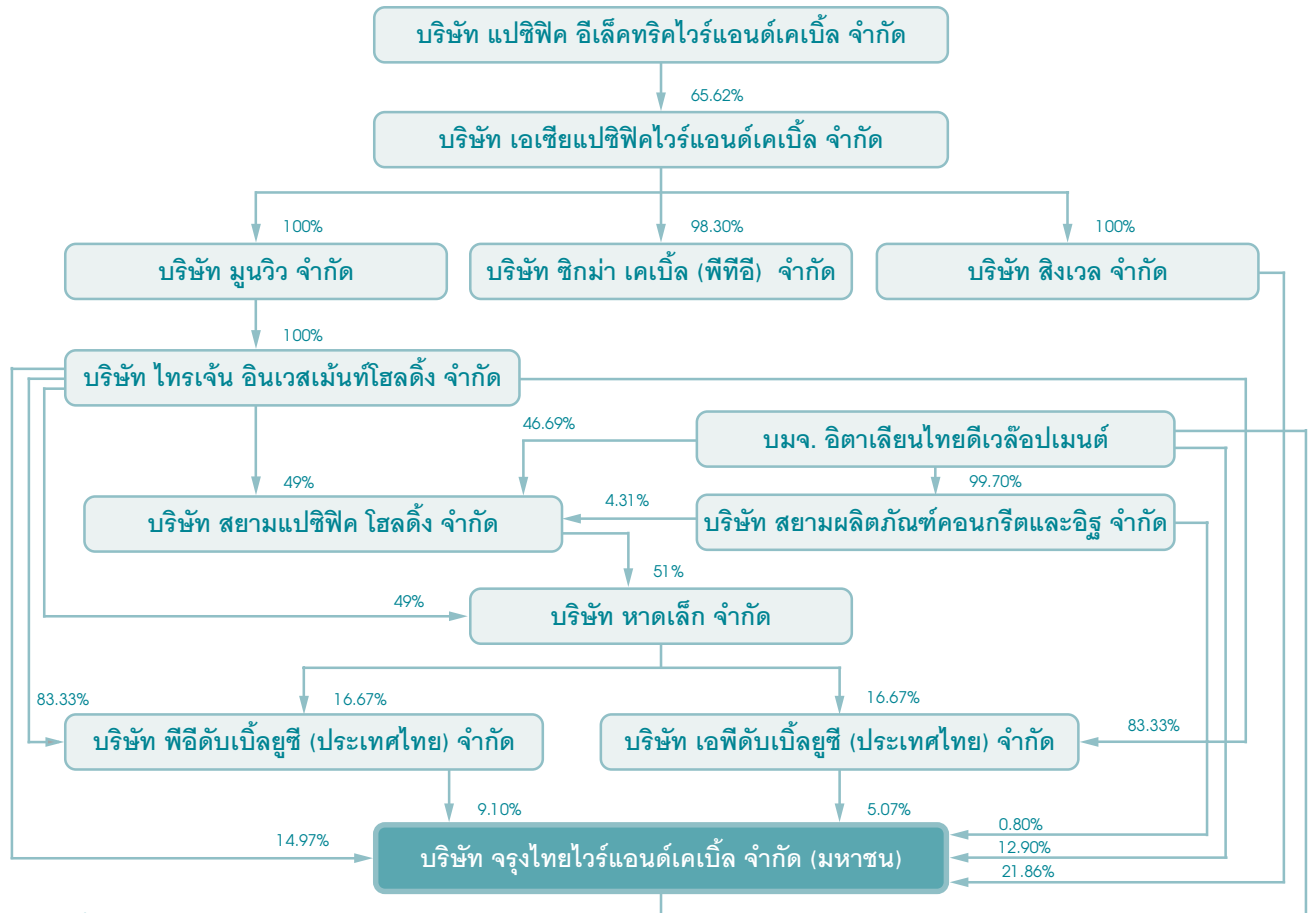 บริษัท แปซิฟิค อีเล็คทริคไวร์แอนด์เคเบิ้ล จำกัด
65.62%
บริษัท เอเซียแปซิฟิคไวร์แอนด์เคเบิ้ล จำกัด
100%
98.30%
100%
บริษัท มูนวิว จำกัด
บริษัท ซิกม่า เคเบิ้ล (พีทีอี) จำกัด
บริษัท สิงเวล จำกัด
100%
บริษัท ไทรเจ้น อินเวสเม้นท์โฮลดิ้ง จำกัด
46.69%
บมจ. อิตาเลียนไทยดีเวล๊อปเมนต์
49%
99.70%
4.31%
บริษัท สยามแปซิฟิค โฮลดิ้ง จำกัด
บริษัท สยามผลิตภัณฑ์คอนกรีตและอิฐ จำกัด
51%
49%
บริษัท หาดเล็ก จำกัด
83.33%
16.67%
16.67%
83.33%
บริษัท พีอีดับเบิ้ลยูซี (ประเทศไทย) จำกัด
บริษัท เอพีดับเบิ้ลยูซี (ประเทศไทย) จำกัด
9.10%
5.07%
0.80%
14.97%
12.90%
บริษัท จรุงไทยไวร์แอนด์เคเบิ้ล จำกัด (มหาชน)
21.86%